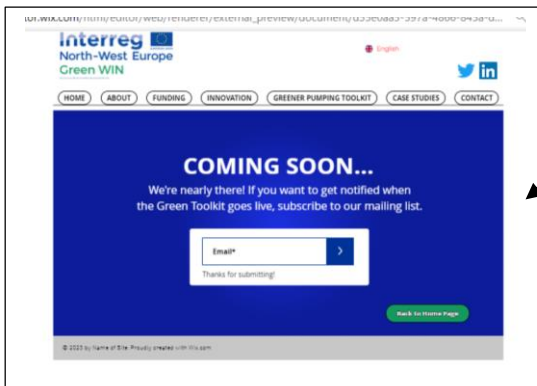 Interreg
North-West Europe
Green WIN
English
in
HOME ABOUT FUNDING INNOVATION GREENER PUMPING TOOLKIT CASE STUDIES CONTACT
COMING SOON...
We're nearly there! If you want to get notified when
the Green Toolkit goes live, subscribe to our mailing list.
Email*
>
Thanks for submitting!
Back to Home Page
© 2020 by Name of Site. Proudly created with Wix.com